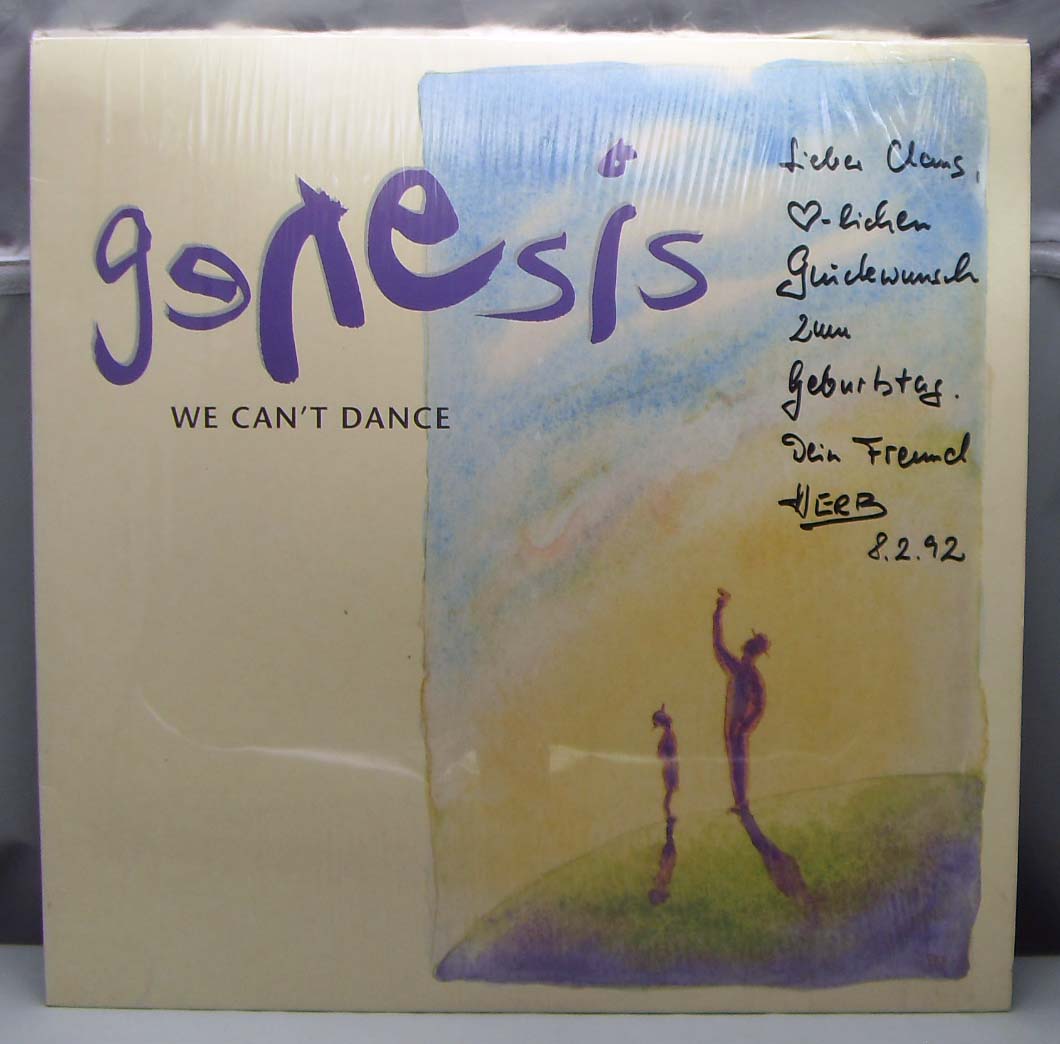 genesis
WE CAN'T DANCE
Lieber Claus,
♡-lichen
Glückwunsch
zum
Geburtstag.
Dein Freund
HERB
8.2.92